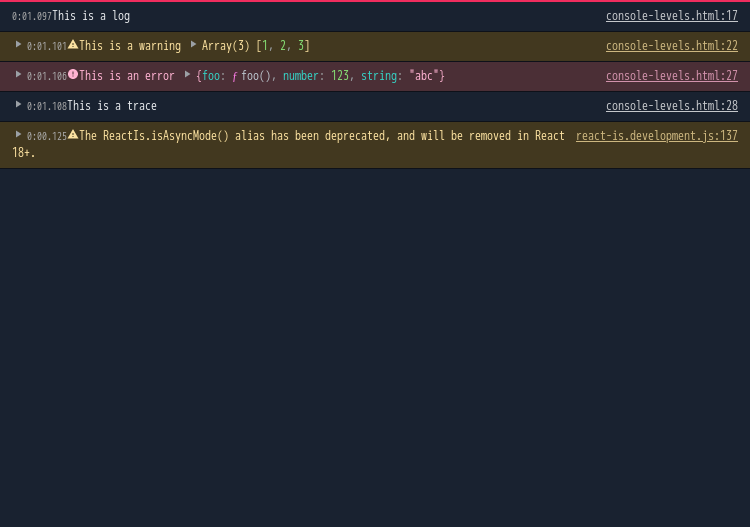 0:01.097This is a log console-levels.html:17
0:01.101This is a warning Array(3) [1, 2, 3] console-levels.html:22
0:01.106This is an error {foo: ƒ foo(), number: 123, string: "abc"} console-levels.html:27
0:01.108This is a trace console-levels.html:28
0:00.125The ReactIs.isAsyncMode() alias has been deprecated, and will be removed in React react-is.development.js:137
18+.